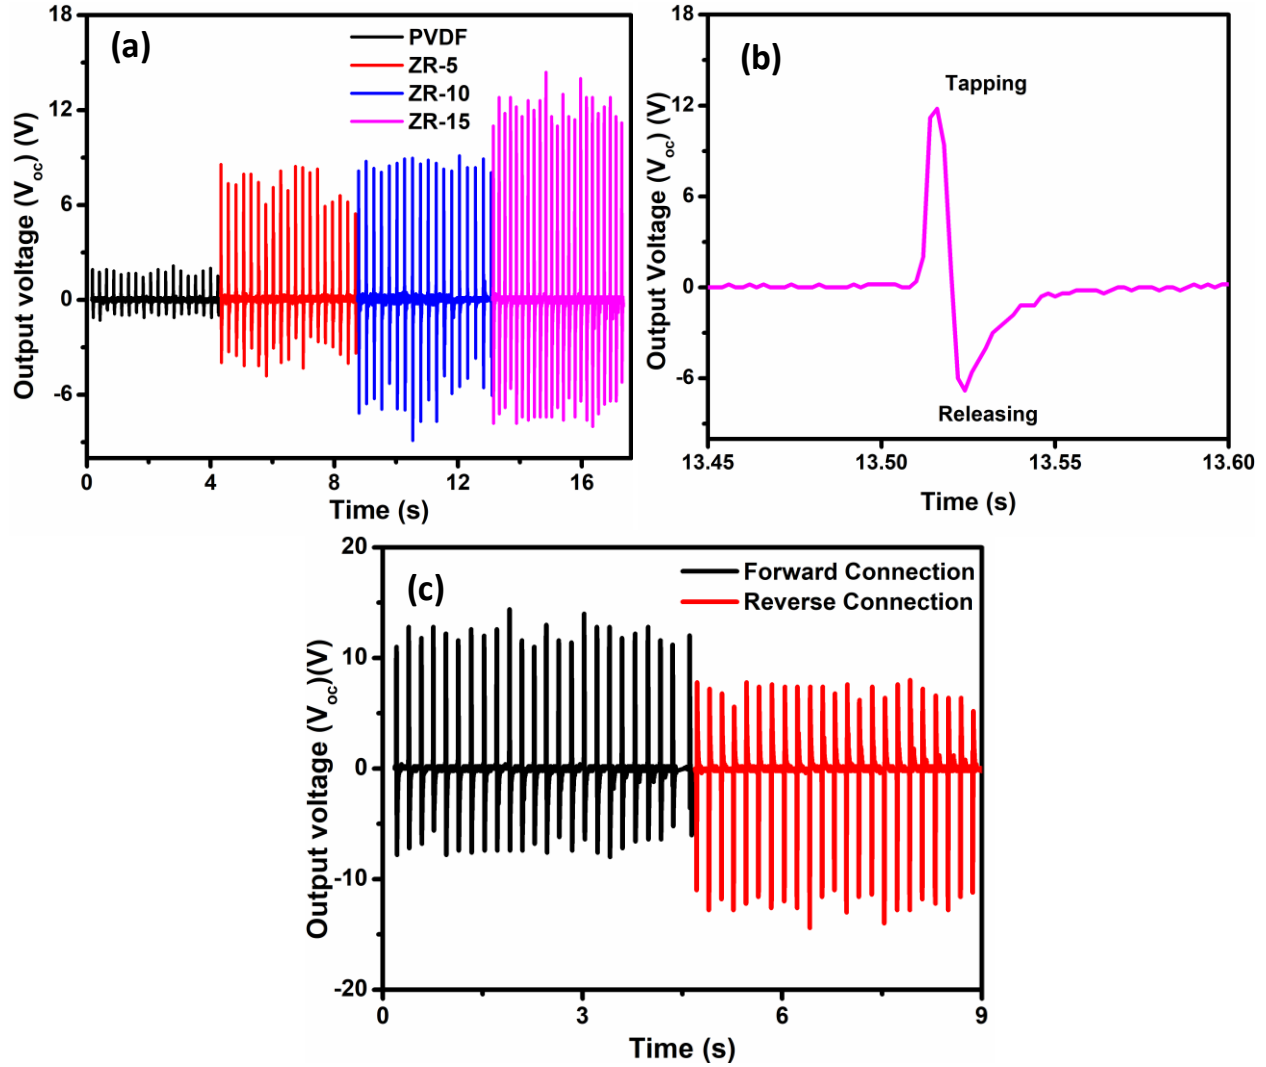 (a)
PVDF
ZR-5
ZR-10
ZR-15
Output voltage (Voc) (V)
18
12
6
0
-6
0 4 8 12 16
Time (s)
(b)
Tapping
Releasing
Output Voltage (Voc) (V)
18
12
6
0
-6
13.45 13.50 13.55 13.60
Time (s)
(c)
Forward Connection
Reverse Connection
Output voltage (Voc)(V)
20
10
0
-10
-20
0 3 6 9
Time (s)